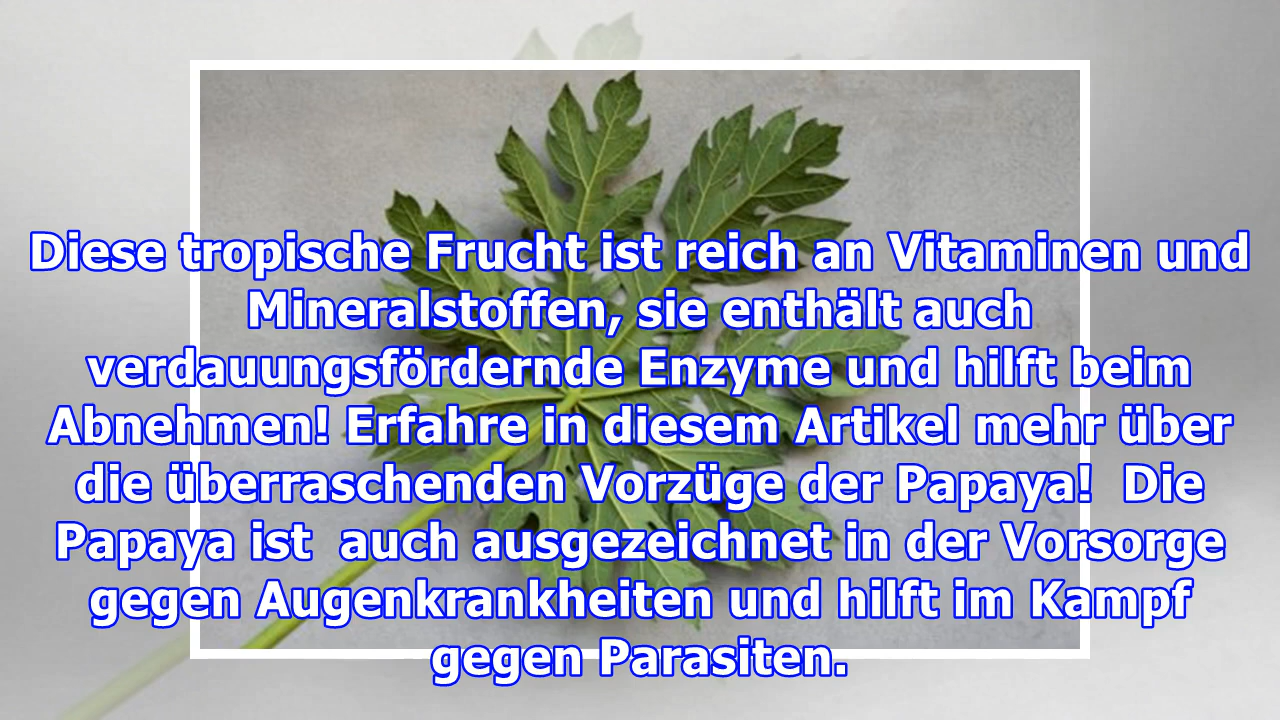 Diese tropische Frucht ist reich an Vitaminen und
Mineralstoffen, sie enthält auch
verdauungsfördernde Enzyme und hilft beim
Abnehmen! Erfahre in diesem Artikel mehr über
die überraschenden Vorzüge der Papaya!  Die
Papaya ist  auch ausgezeichnet in der Vorsorge
gegen Augenkrankheiten und hilft im Kampf
gegen Parasiten.